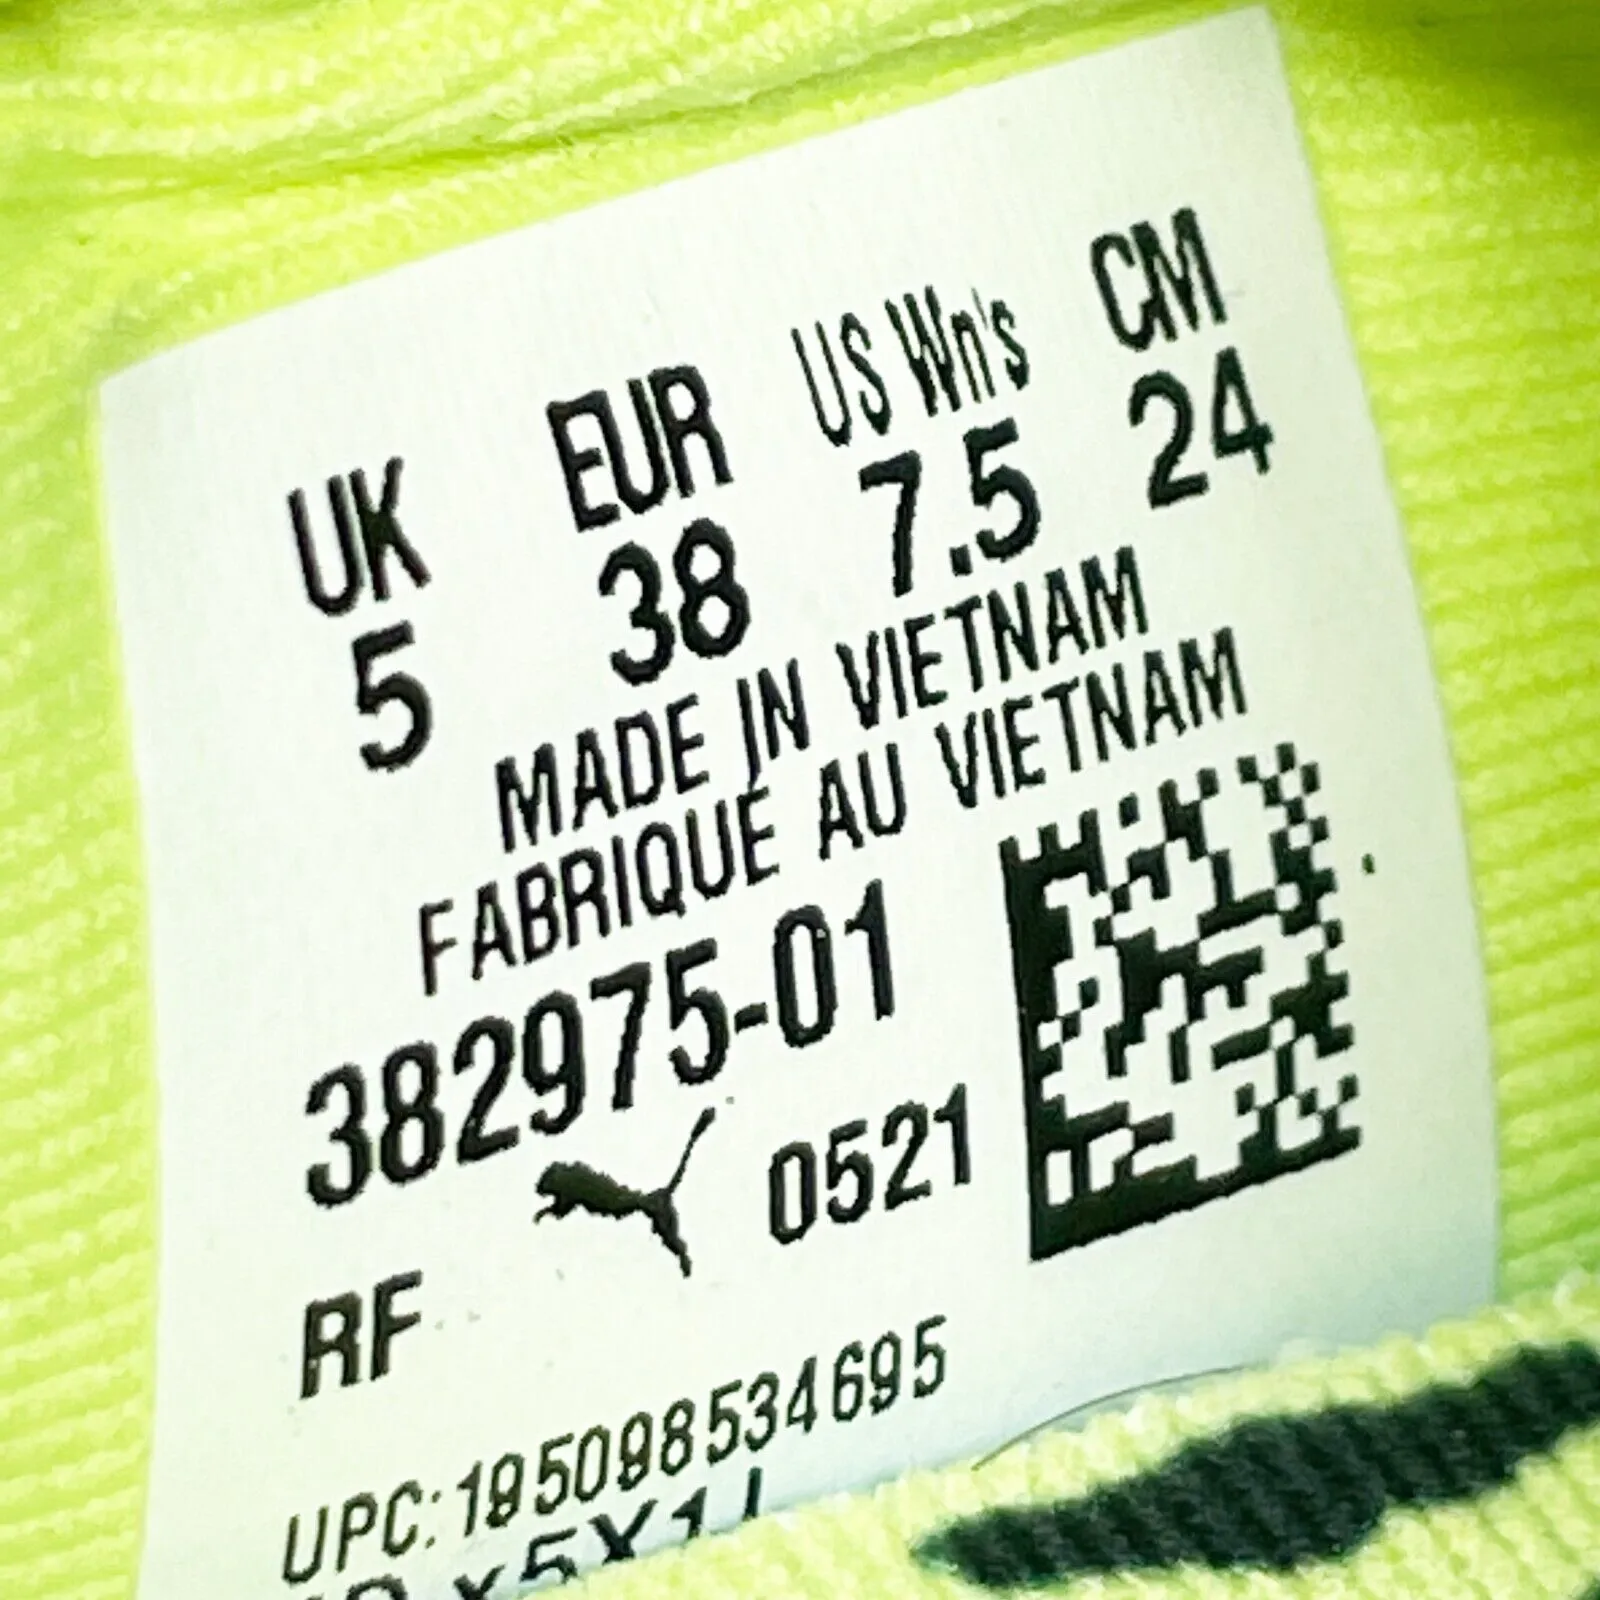 UK EUR US Wn's CM
5 38 7.5 24
MADE IN VIETNAM
FABRIQUÉ AU VIETNAM
382975-01
0521
RF
UPC:195098534695